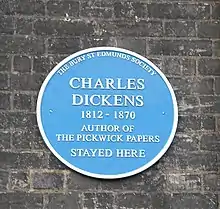 THE BURY ST EDMUNDS SOCIETY
CHARLES
DICKENS
1812 - 1870
AUTHOR OF
THE PICKWICK PAPERS
STAYED HERE